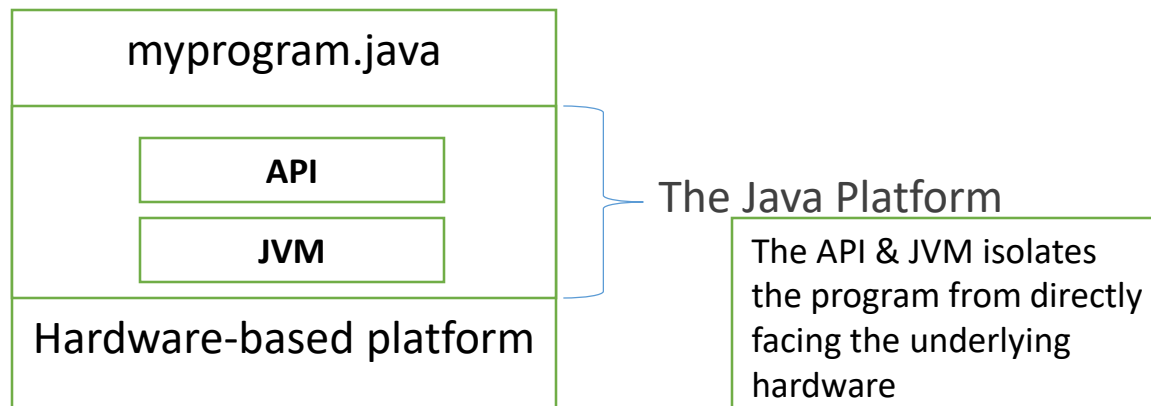 myprogram.java
API
JVM
The Java Platform
Hardware-based platform
The API & JVM isolates
the program from directly
facing the underlying
hardware